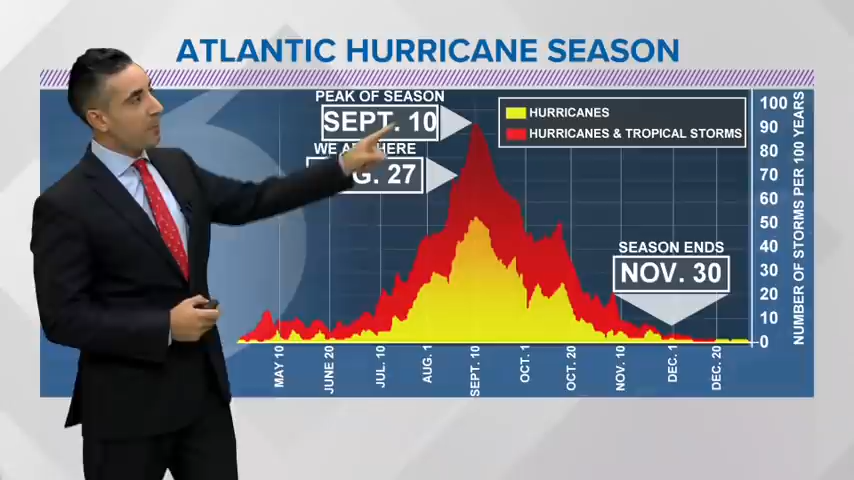 ATLANTIC HURRICANE SEASON
PEAK OF SEASON
SEPT. 10
HERE
G. 27
HURRICANES
HURRICANES & TROPICAL STORMS
SEASON ENDS
NOV. 30
100
90
80
70
60
50
40
30
20
10
0
NUMBER OF STORMS PER 100 YEARS
MAY 10
JUNE 20
JUL. 10
AUG. 1
SEPT. 10
OCT. 1
OCT. 20
NOV. 10
DEC. 1
DEC. 20